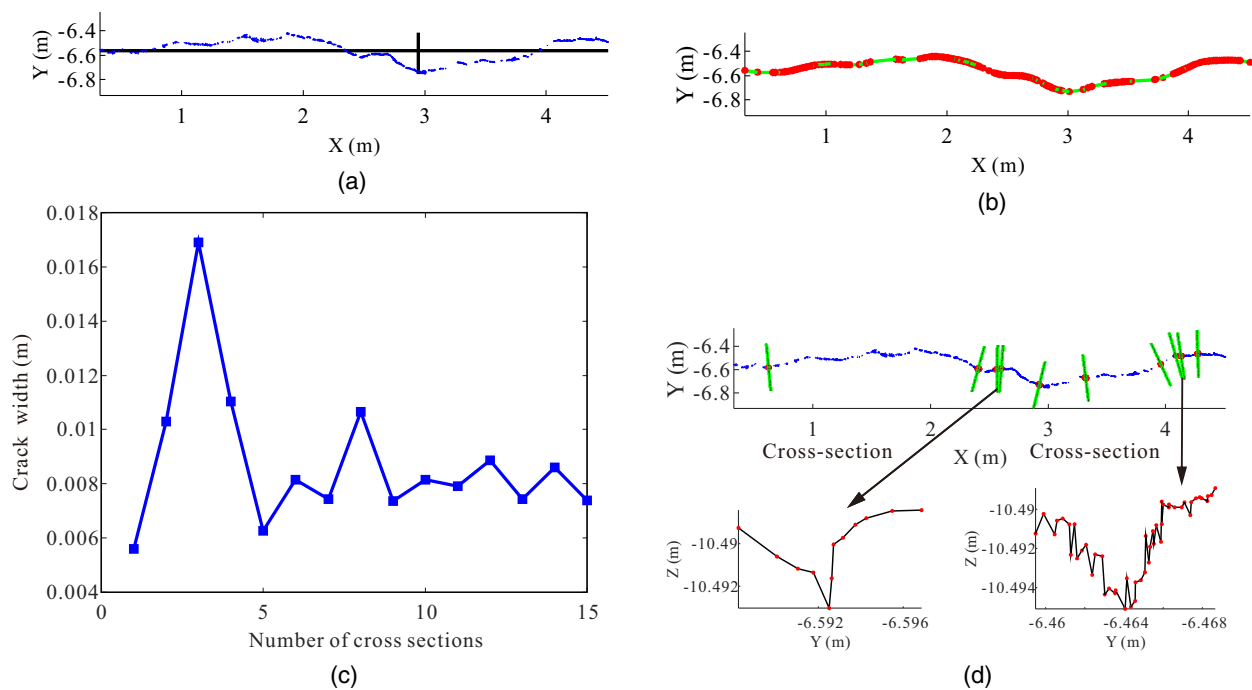 -6.4
-6.6
-6.8
Y (m)
1 2 3 4
X (m)
(a)
-6.4
-6.6
-6.8
Y (m)
1 2 3 4
X (m)
(b)
0.018
0.016
0.014
0.012
0.01
0.008
0.006
0.004
Crack width (m)
0 5 10 15
Number of cross sections
(c)
-6.4
-6.6
-6.8
Y (m)
1 2 3 4
Cross-section X (m) Cross-section
-10.49
-10.492
Z (m)
-6.592 -6.596
Y (m)
-10.49
-10.492
-10.494
Z (m)
-6.46 -6.464 -6.468
Y (m)
(d)